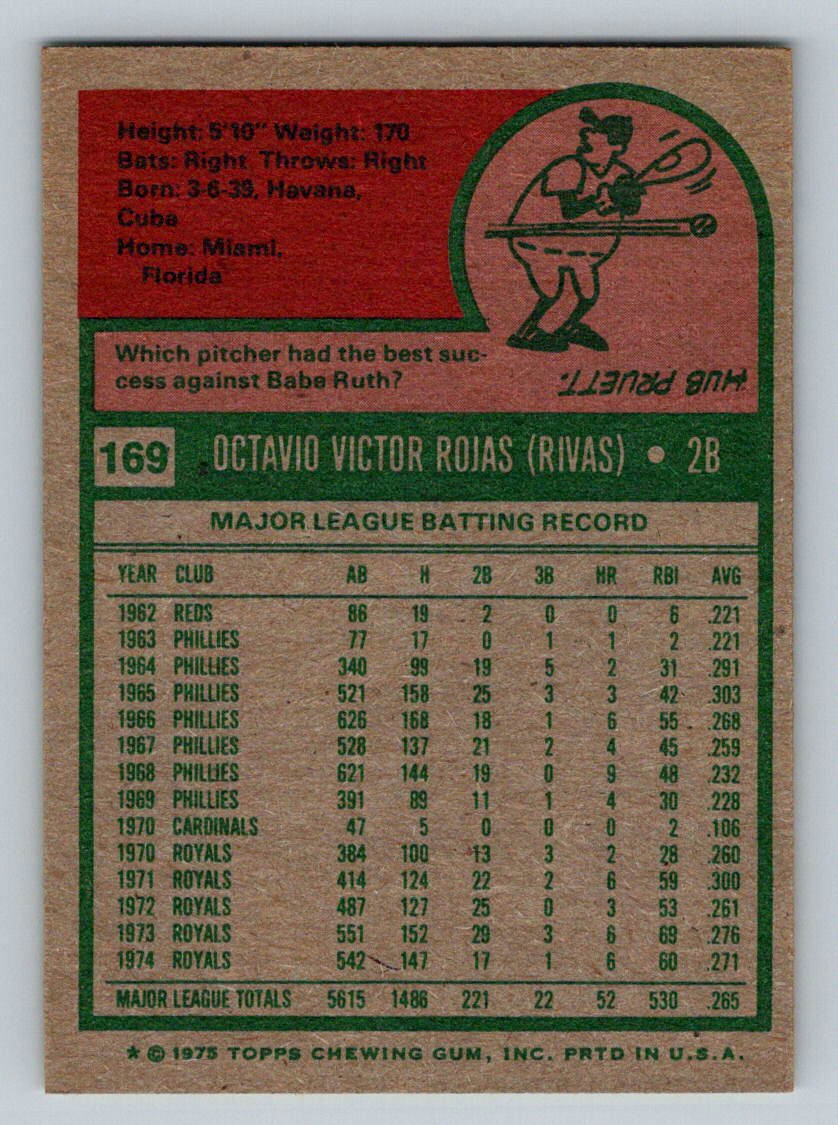 Height: 5'10" Weight: 170
Bats: Right Throws: Right
Born: 3-6-39, Havana,
Cuba
Home: Miami,
Florida
Which pitcher had the best suc-
cess against Babe Ruth?
HUB PRUETT.
169 OCTAVIO VICTOR ROJAS (RIVAS) • 2B
MAJOR LEAGUE BATTING RECORD
YEAR CLUB AB H 2B 3B HR RBI AVG
1962 REDS 86 19 2 0 0 6 .221
1963 PHILLIES 77 17 0 1 1 2 .221
1964 PHILLIES 340 99 19 5 2 31 .291
1965 PHILLIES 521 158 25 3 3 42 .303
1966 PHILLIES 626 168 18 1 6 55 .268
1967 PHILLIES 528 137 21 2 4 45 .259
1968 PHILLIES 621 144 19 0 9 48 .232
1969 PHILLIES 391 89 11 1 4 30 .228
1970 CARDINALS 47 5 0 0 0 2 .106
1970 ROYALS 384 100 13 3 2 28 .260
1971 ROYALS 414 124 22 2 6 59 .300
1972 ROYALS 487 127 25 0 3 53 .261
1973 ROYALS 551 152 29 3 6 69 .276
1974 ROYALS 542 147 17 1 6 60 .271
MAJOR LEAGUE TOTALS 5615 1486 221 22 52 530 .265
* © 1975 TOPPS CHEWING GUM, INC. PRTD IN U.S.A.